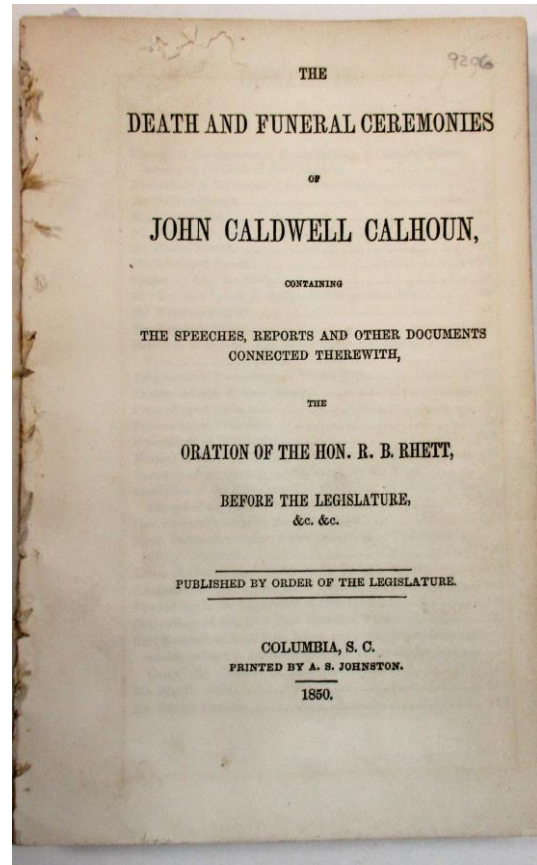 9206
THE
DEATH AND FUNERAL CEREMONIES
OF
JOHN CALDWELL CALHOUN,
CONTAINING
THE SPEECHES, REPORTS AND OTHER DOCUMENTS
CONNECTED THEREWITH,
THE
ORATION OF THE HON. R. B. RHETT,
BEFORE THE LEGISLATURE,
&c. &c.
PUBLISHED BY ORDER OF THE LEGISLATURE.
COLUMBIA, S. C.
PRINTED BY A. S. JOHNSTON.
1850.